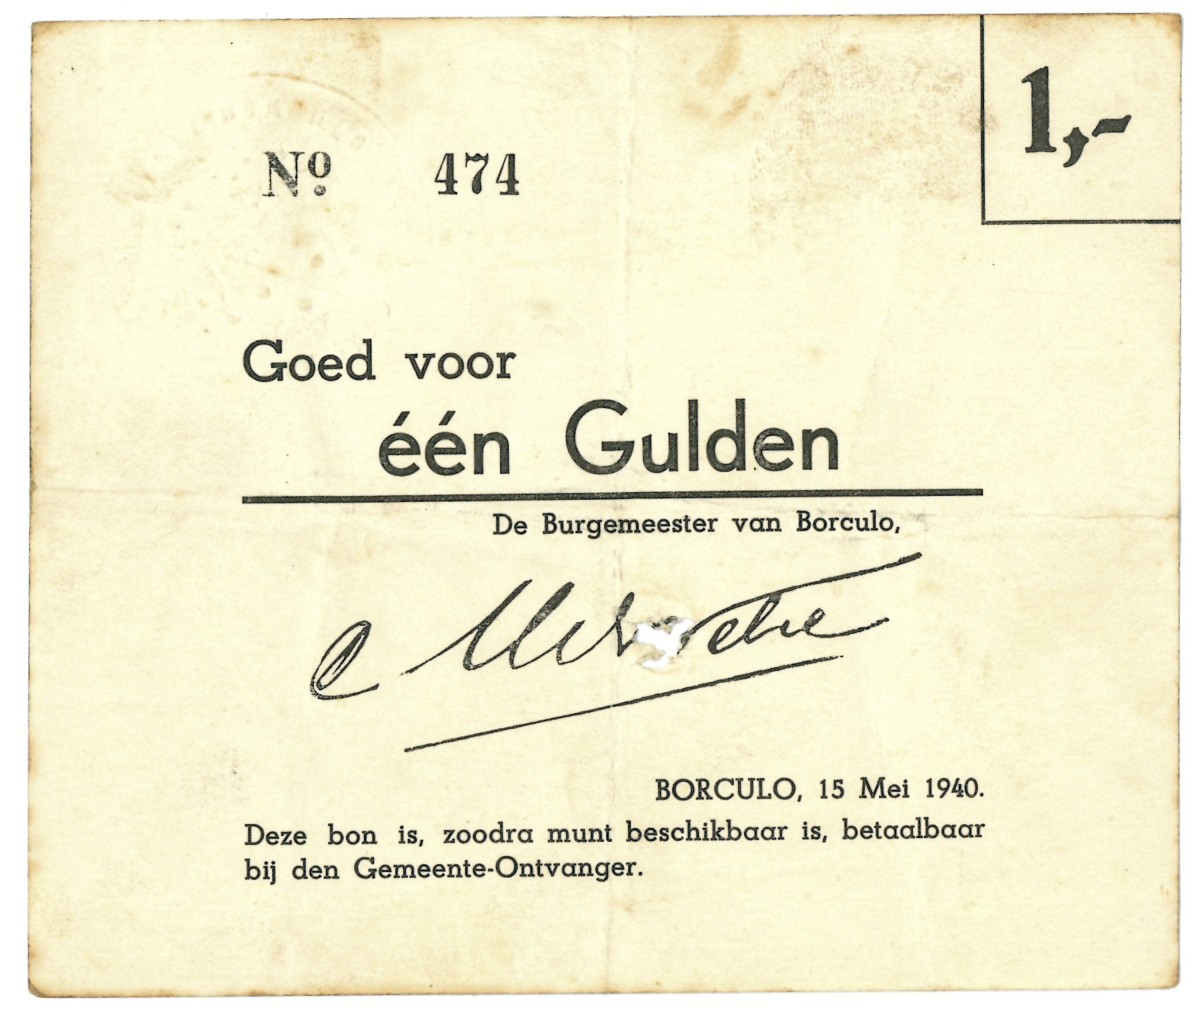 1,-
Nº 474
Goed voor
één Gulden
De Burgemeester van Borculo,
BORCULO, 15 Mei 1940.
Deze bon is, zoodra munt beschikbaar is, betaalbaar
bij den Gemeente-Ontvanger.